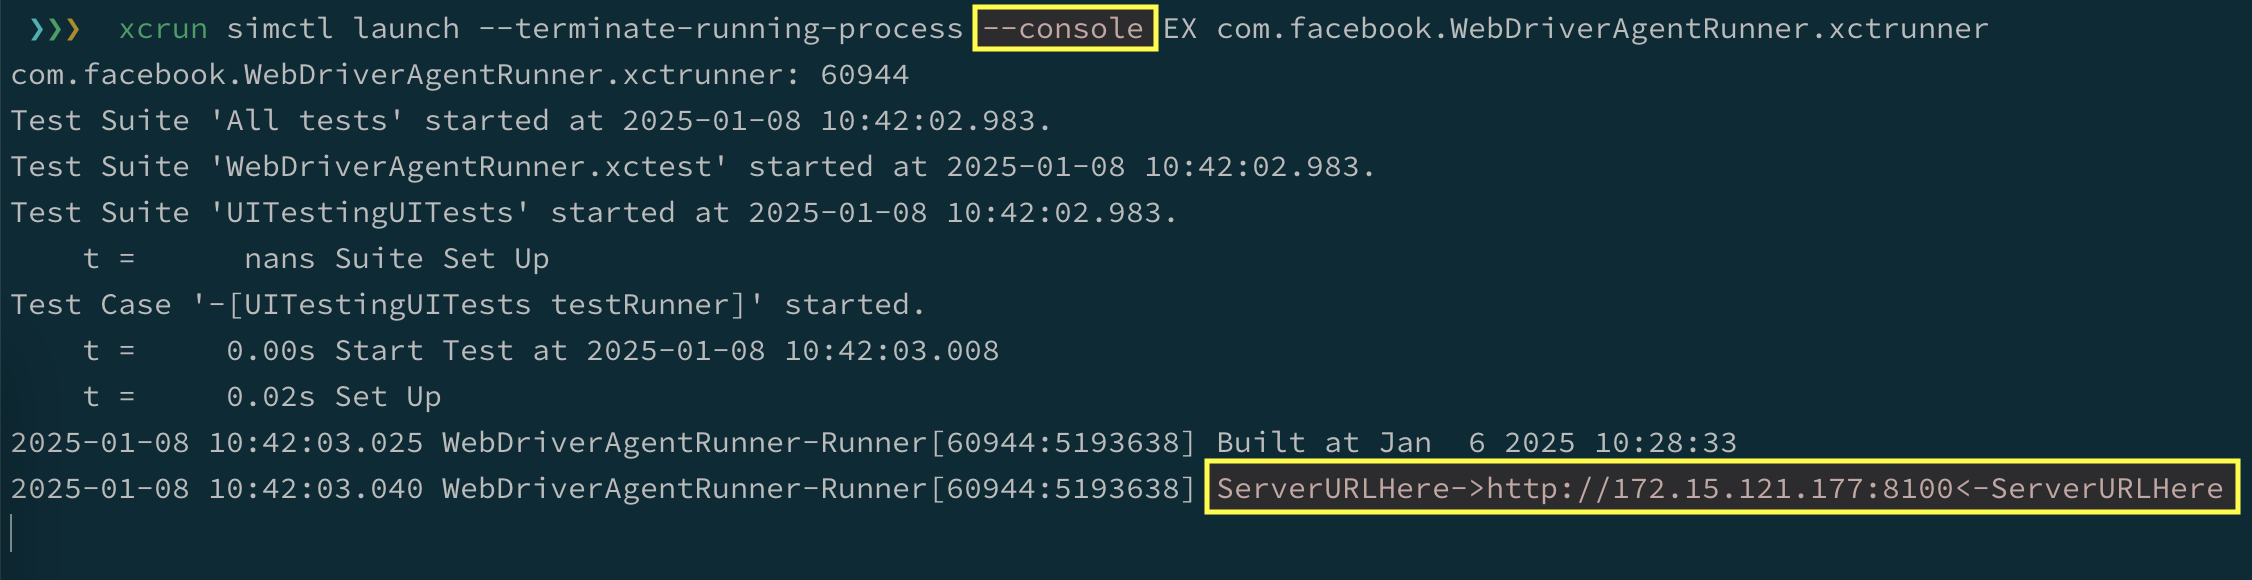 ❯❯❯ xcrun simctl launch --terminate-running-process --console EX com.facebook.WebDriverAgentRunner.xctrunner
com.facebook.WebDriverAgentRunner.xctrunner: 60944
Test Suite 'All tests' started at 2025-01-08 10:42:02.983.
Test Suite 'WebDriverAgentRunner.xctest' started at 2025-01-08 10:42:02.983.
Test Suite 'UITestingUITests' started at 2025-01-08 10:42:02.983.
    t =      nans Suite Set Up
Test Case '-[UITestingUITests testRunner]' started.
    t =     0.00s Start Test at 2025-01-08 10:42:03.008
    t =     0.02s Set Up
2025-01-08 10:42:03.025 WebDriverAgentRunner-Runner[60944:5193638] Built at Jan  6 2025 10:28:33
2025-01-08 10:42:03.040 WebDriverAgentRunner-Runner[60944:5193638] ServerURLHere->http://172.15.121.177:8100<-ServerURLHere